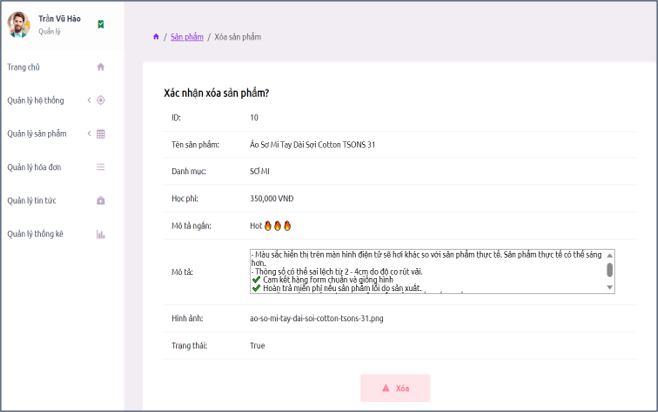 Trần Vũ Hảo
Quản lý
Trang chủ
Quản lý hệ thống
Quản lý sản phẩm
Quản lý hóa đơn
Quản lý tin tức
Quản lý thống kê
/ Sản phẩm / Xóa sản phẩm
Xác nhận xóa sản phẩm?
ID: 10
Tên sản phẩm: Áo Sơ Mi Tay Dài Sợi Cotton TSONS 31
Danh mục: SƠ MI
Học phí: 350,000 VNĐ
Mô tả ngắn: Hot 🔥🔥🔥
Mô tả:
- Màu sắc hiển thị trên màn hình điện tử sẽ hơi khác so với sản phẩm thực tế. Sản phẩm thực tế có thể sáng
hơn.
- Thông số có thể sai lệch từ 2 - 4cm do độ co rút vải.
✔ Cam kết hàng form chuẩn và giống hình
✔ Hoàn trả miễn phí nếu sản phẩm lỗi do sản xuất.
Hình ảnh: ao-so-mi-tay-dai-soi-cotton-tsons-31.png
Trạng thái: True
Xóa